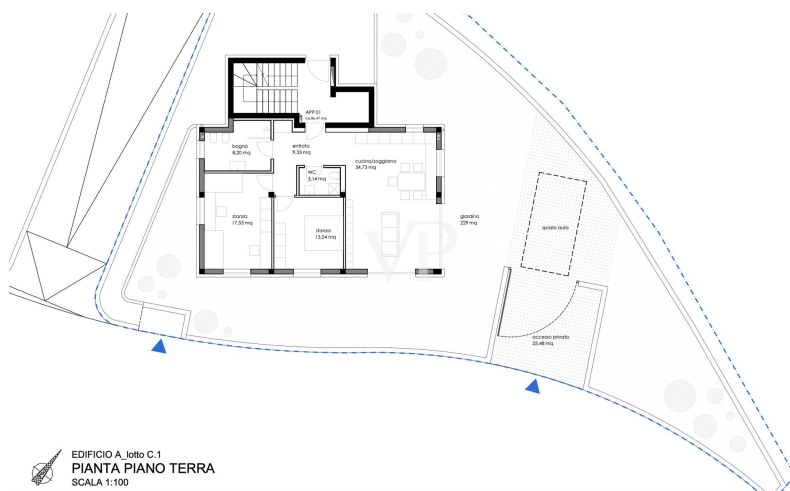 APP 01
bagno
8,20 mq
entrata
9,33 mq
cucina/soggiorno
34,73 mq
WC
3,14 mq
stanza
17,53 mq
stanza
13,54 mq
giardino
229 mq
spazio auto
accesso privato
25,48 mq
VP
EDIFICIO A_lotto C.1
PIANTA PIANO TERRA
SCALA 1:100